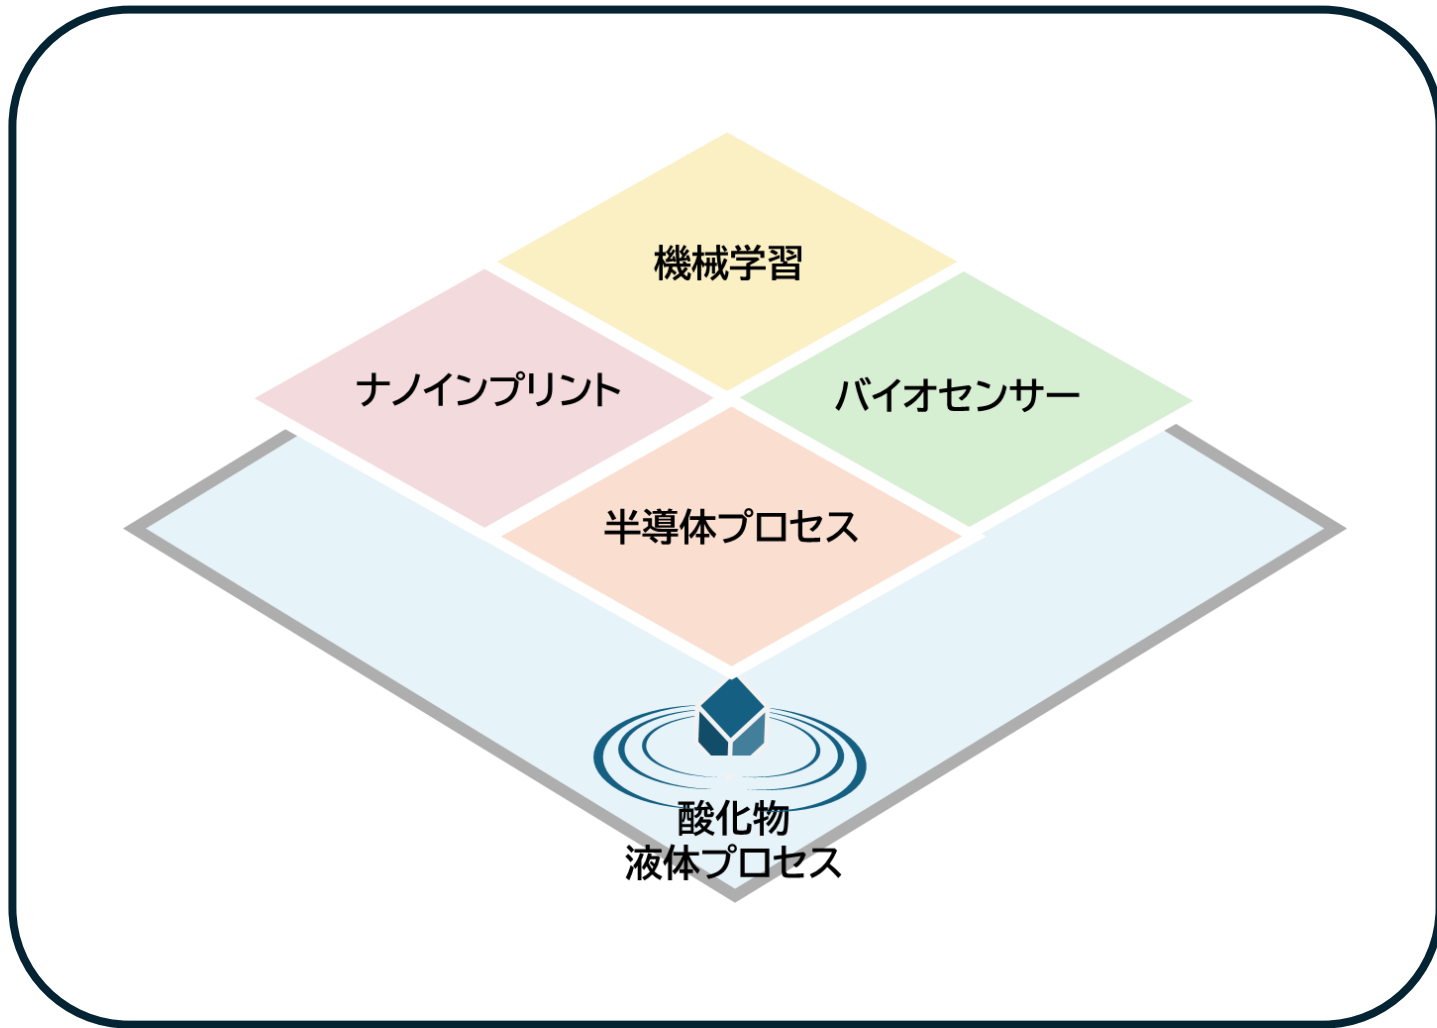 機械学習
ナノインプリント
バイオセンサー
半導体プロセス
酸化物
液体プロセス